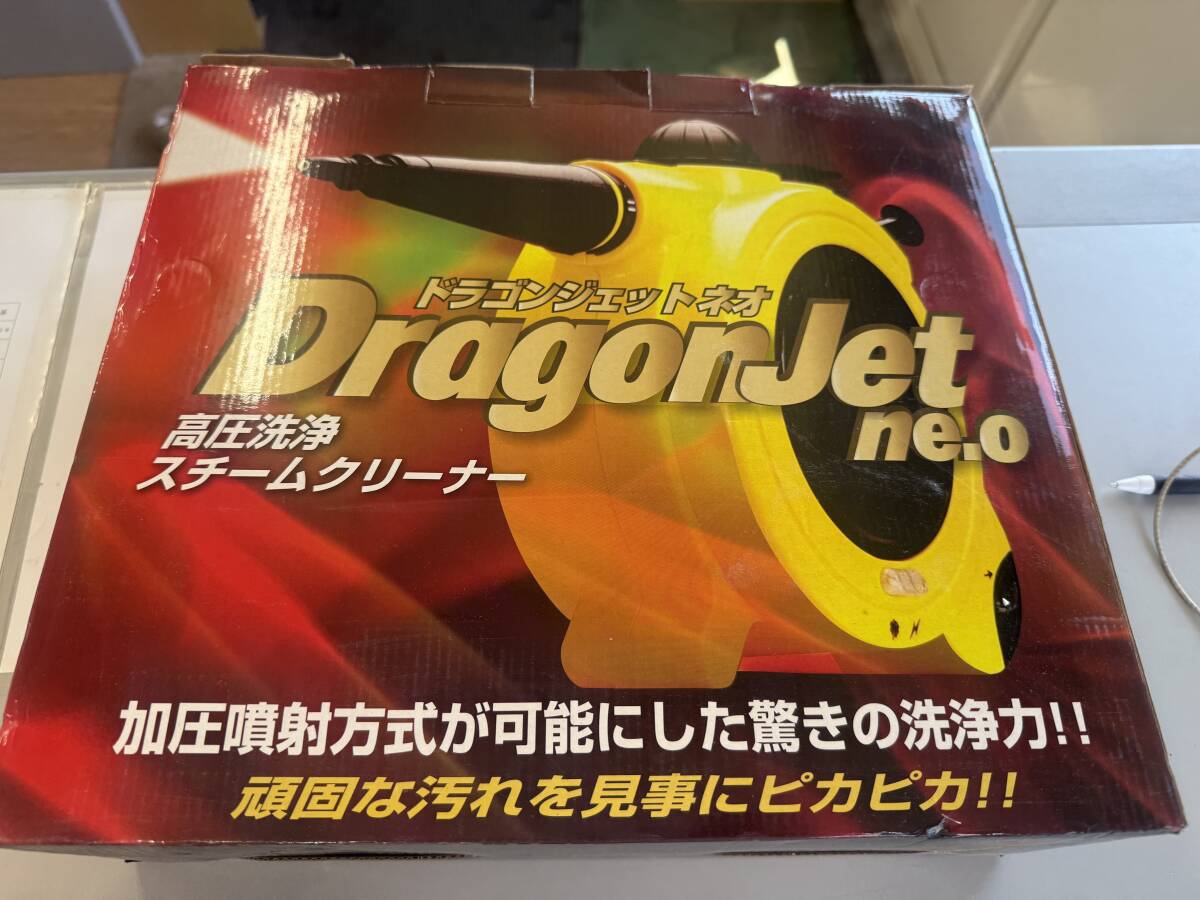 ドラゴンジェットネオ
DragonJet
ne.o
高圧洗浄
スチームクリーナー
加圧噴射方式が可能にした驚きの洗浄力!!
頑固な汚れを見事にピカピカ!!